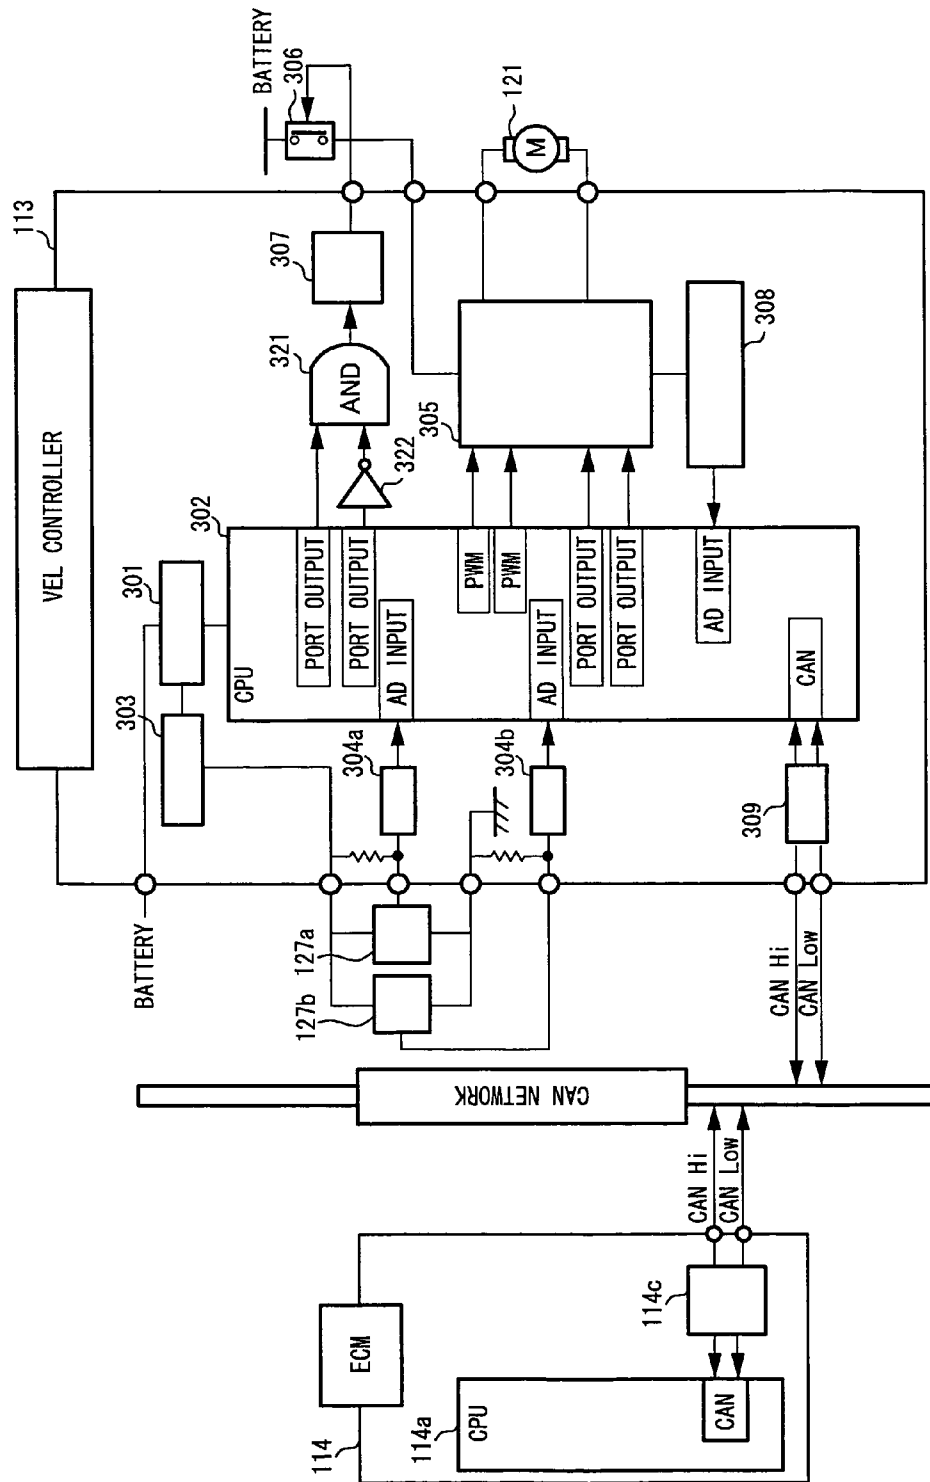 VEL CONTROLLER
113
BATTERY
306
307
321
AND
322
121
M
305
308
302
301
303
CPU
PORT OUTPUT
PORT OUTPUT
AD INPUT
PWM
PWM
AD INPUT
PORT OUTPUT
PORT OUTPUT
AD INPUT
CAN
304a
304b
309
BATTERY
127a
127b
CAN Hi
CAN Low
CAN NETWORK
CAN Hi
CAN Low
ECM
114
114a
CPU
CAN
114c